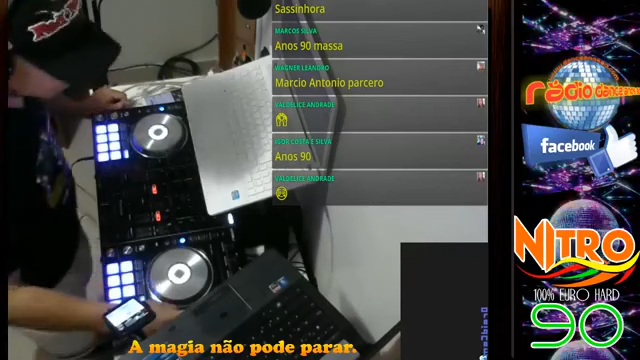 Sassinhora
MARCOS SILVA
Anos 90 massa
WAGNER LEANDRO
Marcio Antonio parcero
VALDELICE ANDRADE
IGOR COSTA E SILVA
Anos 90
VALDELICE ANDRADE
rádio
facebook
NITRO
100% EURO HARD
90
A magia não pode parar.